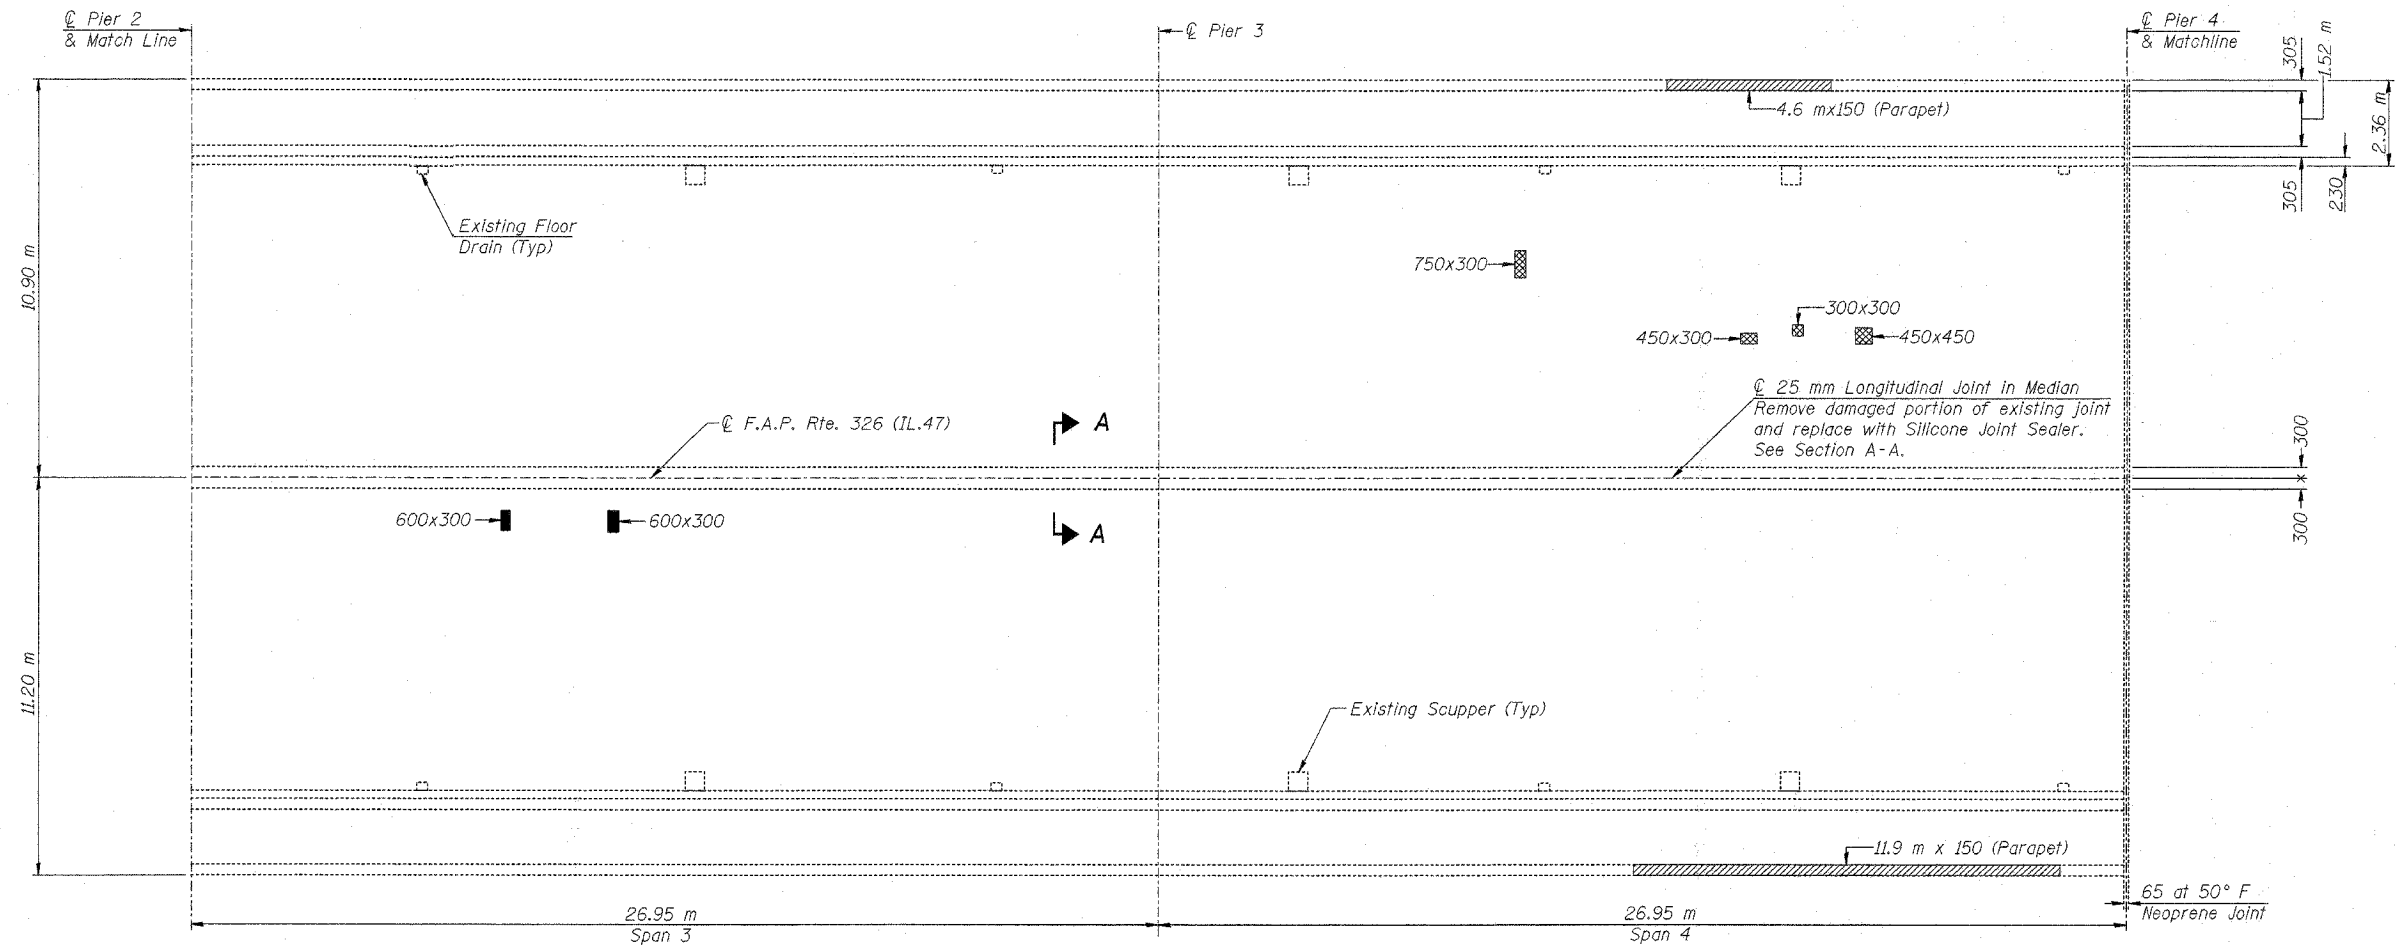 ℄ Pier 2
& Match Line
℄ Pier 3
℄ Pier 4
& Matchline
305
1.52 m
2.36 m
4.6 mx150 (Parapet)
305
230
Existing Floor
Drain (Typ)
10.90 m
750x300
300x300
450x300
450x450
℄ 25 mm Longitudinal Joint in Median
Remove damaged portion of existing joint
and replace with Silicone Joint Sealer.
See Section A-A.
℄ F.A.P. Rte. 326 (IL.47)
A
300
600x300
600x300
A
300
11.20 m
Existing Scupper (Typ)
11.9 m x 150 (Parapet)
65 at 50° F
Neoprene Joint
26.95 m
Span 3
26.95 m
Span 4